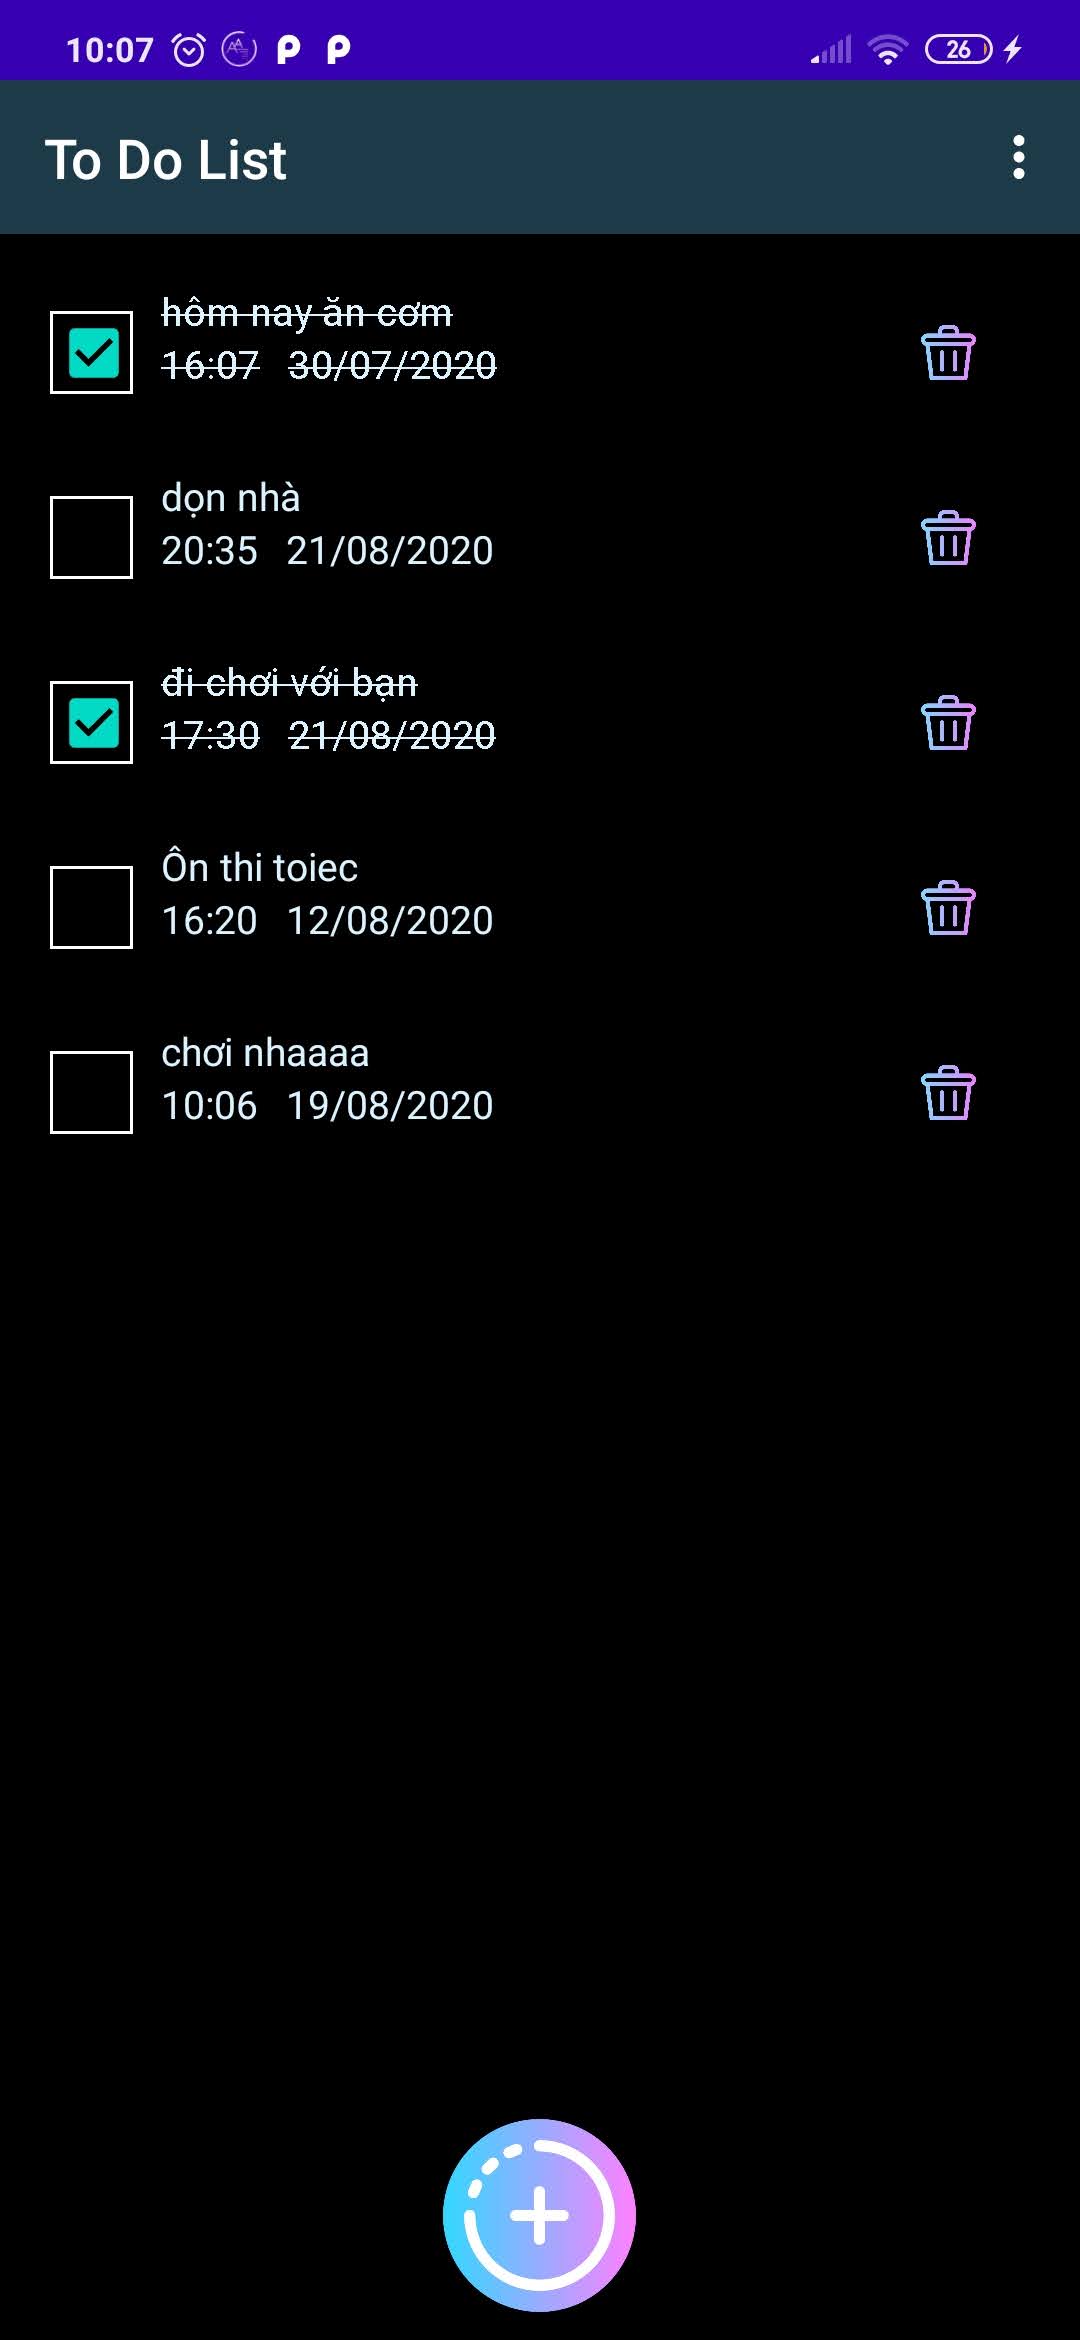 10:07
26
To Do List
hôm nay ăn cơm
16:07 30/07/2020
dọn nhà
20:35 21/08/2020
đi chơi với bạn
17:30 21/08/2020
Ôn thi toiec
16:20 12/08/2020
chơi nhaaaa
10:06 19/08/2020